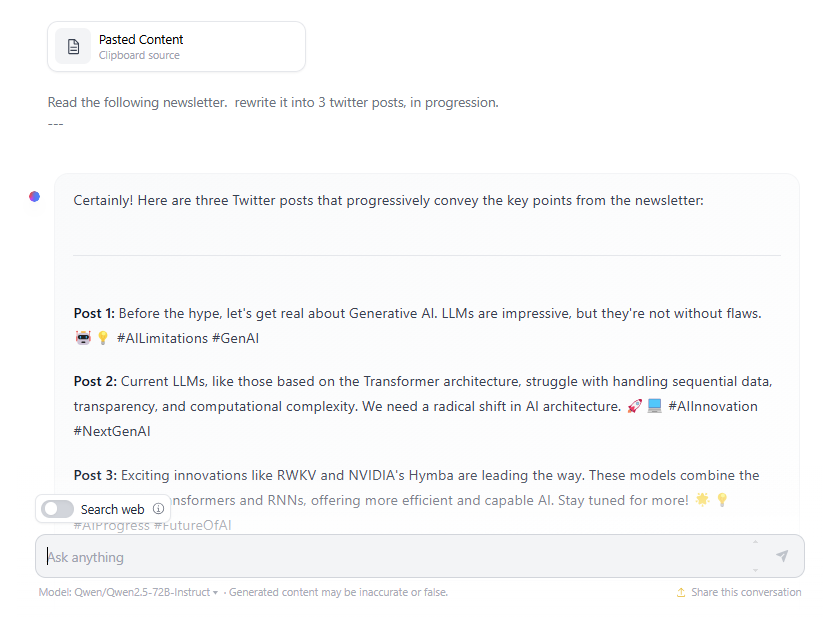 Pasted Content
Clipboard source
Read the following newsletter.  rewrite it into 3 twitter posts, in progression.
---
Certainly! Here are three Twitter posts that progressively convey the key points from the newsletter:
Post 1: Before the hype, let's get real about Generative AI. LLMs are impressive, but they're not without flaws.
🤖 💡 #AILimitations #GenAI
Post 2: Current LLMs, like those based on the Transformer architecture, struggle with handling sequential data,
transparency, and computational complexity. We need a radical shift in AI architecture. 🚀 💻 #AIInnovation
#NextGenAI
Post 3: Exciting innovations like RWKV and NVIDIA's Hymba are leading the way. These models combine the
nsformers and RNNs, offering more efficient and capable AI. Stay tuned for more! 🌟 💡
Search web
#AIProgress #FutureOfAI
Ask anything
Model: Qwen/Qwen2.5-72B-Instruct · Generated content may be inaccurate or false.
Share this conversation